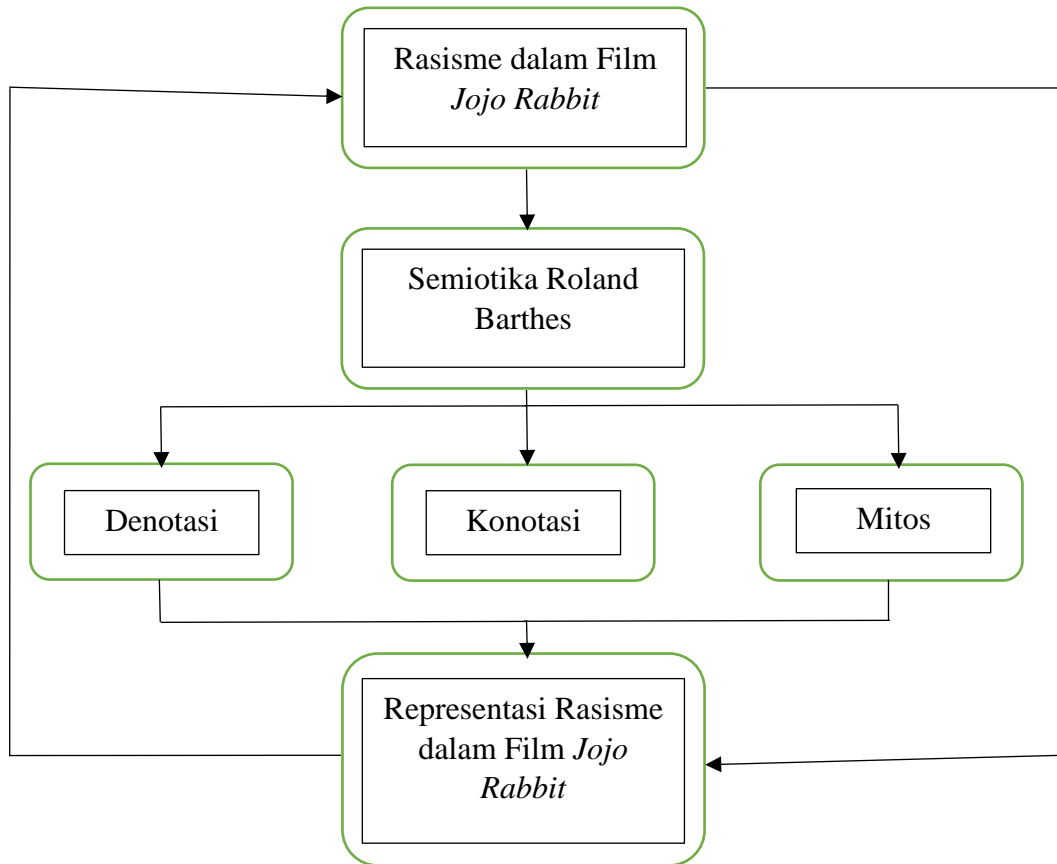 Rasisme dalam Film
Jojo Rabbit
Semiotika Roland
Barthes
Denotasi
Konotasi
Mitos
Representasi Rasisme
dalam Film Jojo
Rabbit